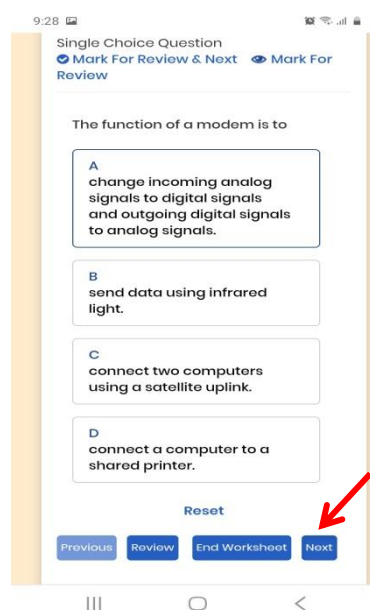 9:28
Single Choice Question
Mark For Review & Next Mark For
Review
The function of a modem is to
A
change incoming analog
signals to digital signals
and outgoing digital signals
to analog signals.
B
send data using infrared
light.
C
connect two computers
using a satellite uplink.
D
connect a computer to a
shared printer.
Reset
Previous Review End Worksheet Next